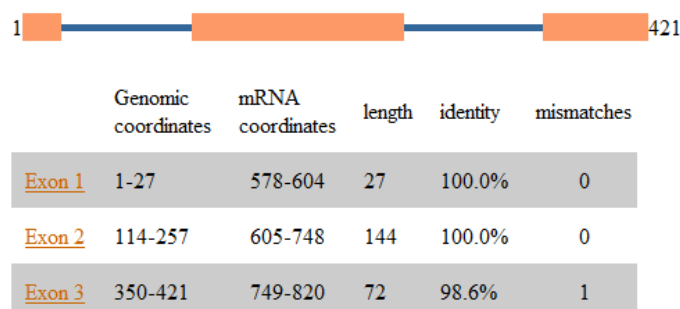 1 421
Genomic coordinates mRNA coordinates length identity mismatches
Exon 1 1-27 578-604 27 100.0% 0
Exon 2 114-257 605-748 144 100.0% 0
Exon 3 350-421 749-820 72 98.6% 1